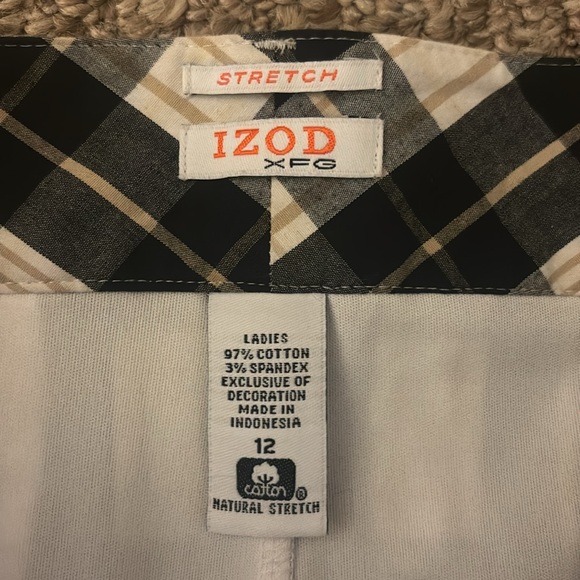 STRETCH
IZOD
XFG
LADIES
97% COTTON
3% SPANDEX
EXCLUSIVE OF
DECORATION
MADE IN
INDONESIA
12
cotton ®
NATURAL STRETCH